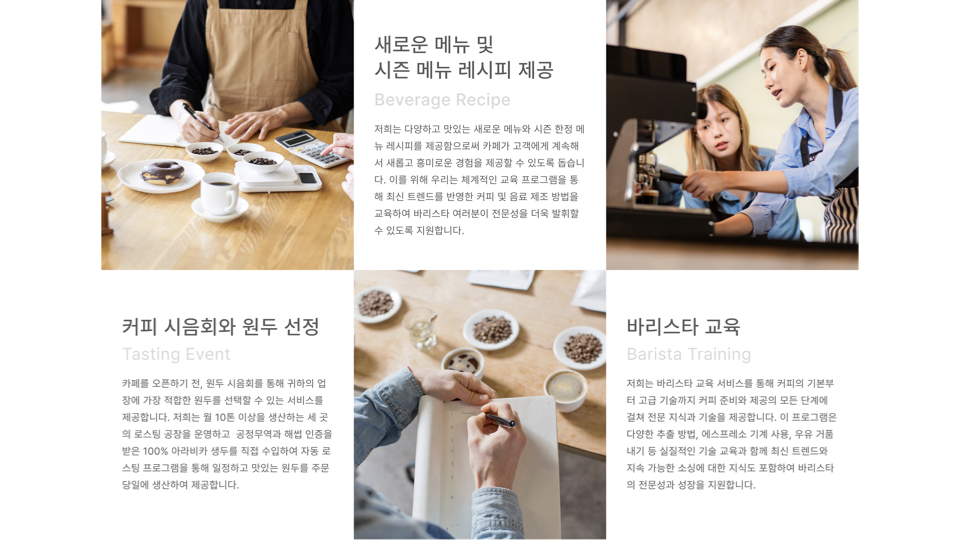 새로운 메뉴 및
시즌 메뉴 레시피 제공
Beverage Recipe
저희는 다양하고 맛있는 새로운 메뉴와 시즌 한정 메
뉴 레시피를 제공함으로써 카페가 고객에게 계속해
서 새롭고 흥미로운 경험을 제공할 수 있도록 돕습니
다. 이를 위해 우리는 체계적인 교육 프로그램을 통
해 최신 트렌드를 반영한 커피 및 음료 제조 방법을
교육하여 바리스타 여러분이 전문성을 더욱 발휘할
수 있도록 지원합니다.
커피 시음회와 원두 선정
Tasting Event
카페를 오픈하기 전, 원두 시음회를 통해 귀하의 업
장에 가장 적합한 원두를 선택할 수 있는 서비스를
제공합니다. 저희는 월 10톤 이상을 생산하는 세 곳
의 로스팅 공장을 운영하고 공정무역과 해썹 인증을
받은 100% 아라비카 생두를 직접 수입하여 자동 로
스팅 프로그램을 통해 일정하고 맛있는 원두를 주문
당일에 생산하여 제공합니다.
바리스타 교육
Barista Training
저희는 바리스타 교육 서비스를 통해 커피의 기본부
터 고급 기술까지 커피 준비와 제공의 모든 단계에
걸쳐 전문 지식과 기술을 제공합니다. 이 프로그램은
다양한 추출 방법, 에스프레소 기계 사용, 우유 거품
내기 등 실질적인 기술 교육과 함께 최신 트렌드와
지속 가능한 소싱에 대한 지식도 포함하여 바리스타
의 전문성과 성장을 지원합니다.